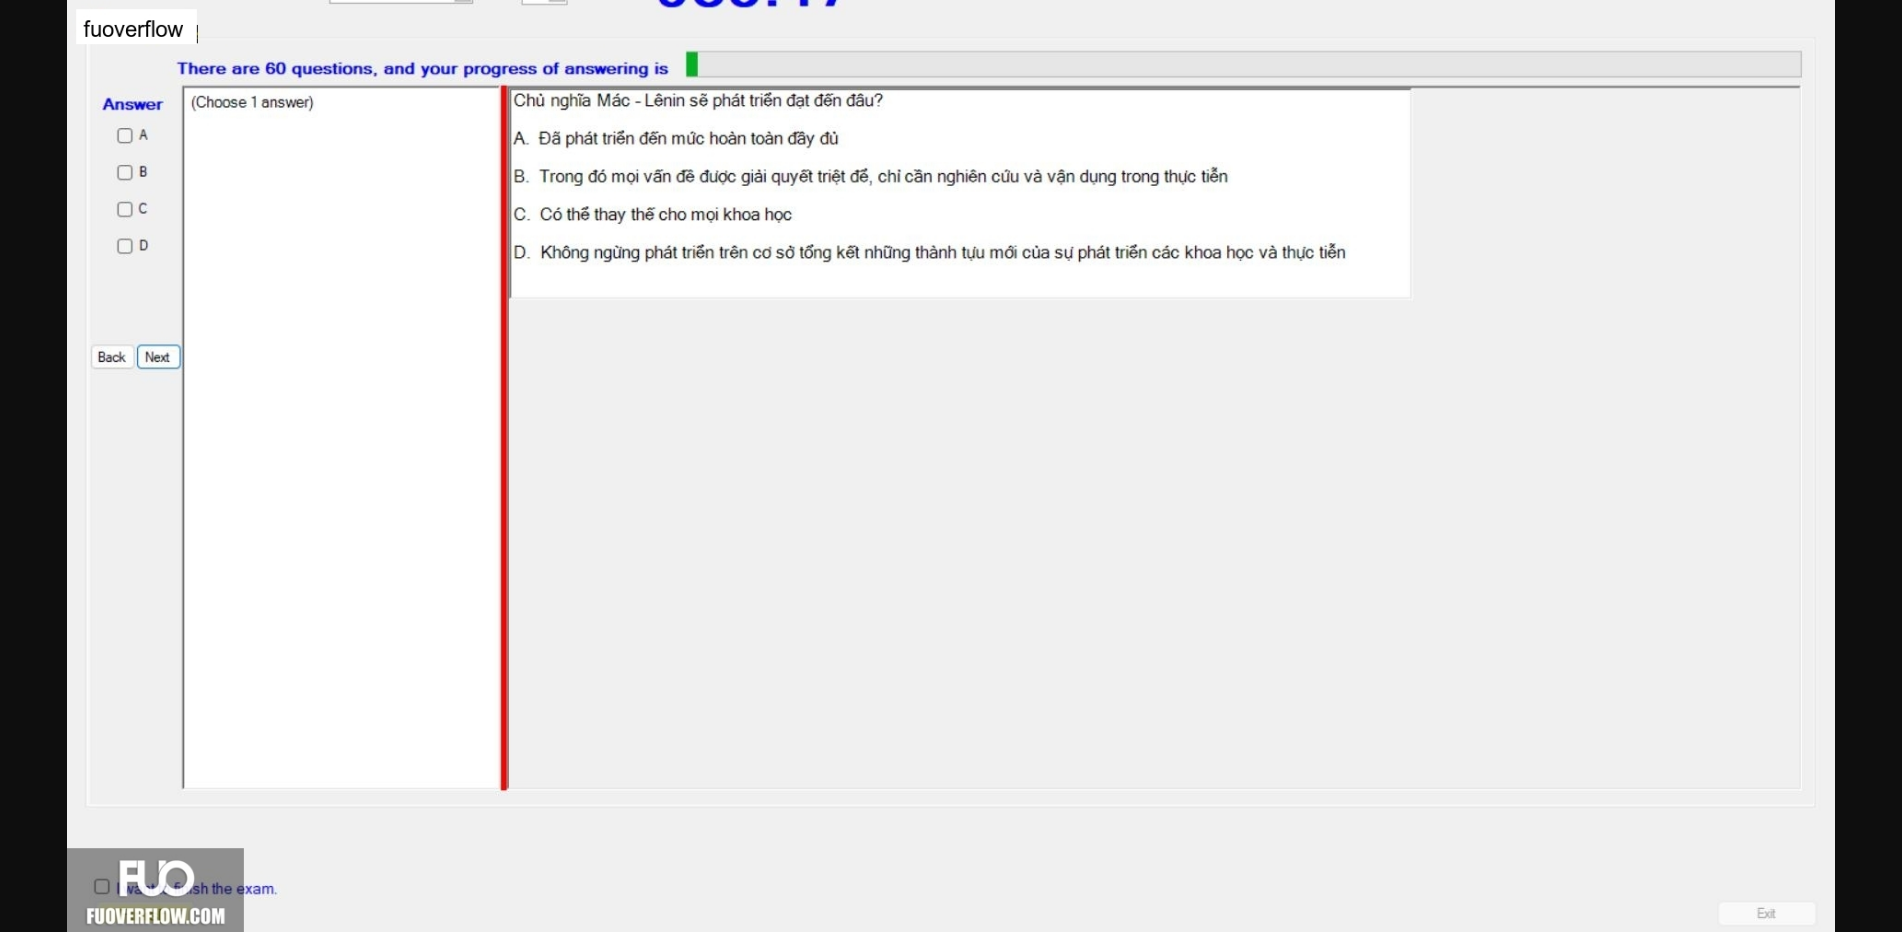 fuoverflow
There are 60 questions, and your progress of answering is
Answer
(Choose 1 answer)
A
B
C
D
Back Next
Chủ nghĩa Mác - Lênin sẽ phát triển đạt đến đâu?
A. Đã phát triển đến mức hoàn toàn đầy đủ
B. Trong đó mọi vấn đề được giải quyết triệt để, chỉ cần nghiên cứu và vận dụng trong thực tiễn
C. Có thể thay thế cho mọi khoa học
D. Không ngừng phát triển trên cơ sở tổng kết những thành tựu mới của sự phát triển các khoa học và thực tiễn
FUO
I want finish the exam.
FUOVERFLOW.COM
Exit